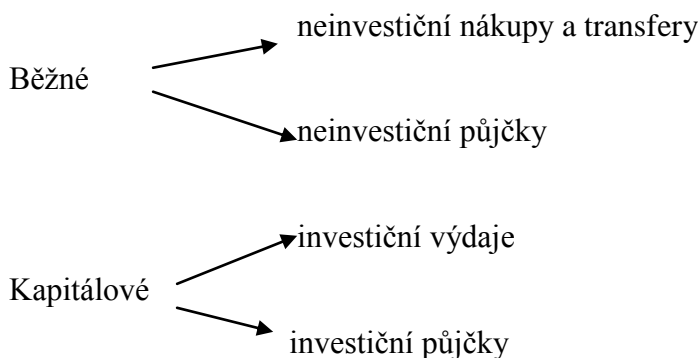 neinvestiční nákupy a transfery
Běžné
neinvestiční půjčky
investiční výdaje
Kapitálové
investiční půjčky